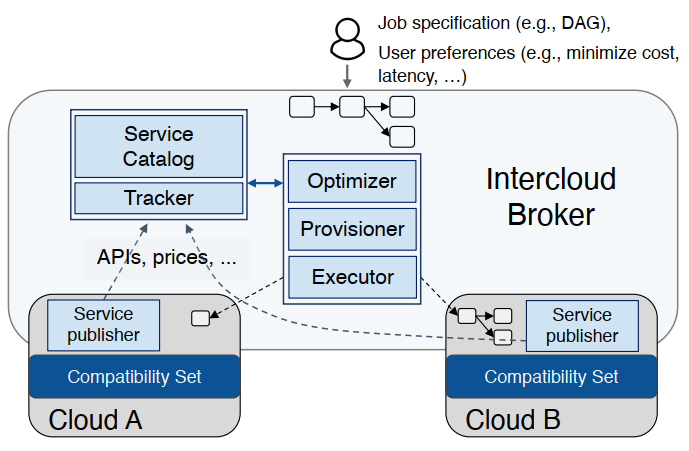 Job specification (e.g., DAG),
User preferences (e.g., minimize cost,
latency, …)
Service
Catalog
Tracker
Optimizer
Provisioner
Executor
Intercloud
Broker
APIs, prices, ...
Service
publisher
Compatibility Set
Cloud A
Service
publisher
Compatibility Set
Cloud B